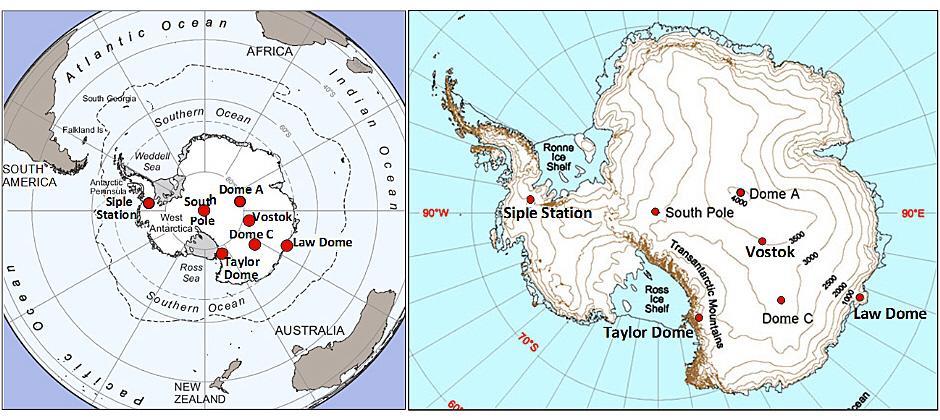 Atlantic Ocean
AFRICA
Indian Ocean
40°S
South Georgia
Southern Ocean
60°S
Falkland Is
Weddell
Sea
SOUTH
AMERICA
Antarctic
Peninsula
80°S
Dome A
Siple
Station
South
Pole
Vostok
West
Antarctica
Dome C
Law Dome
Ross
Sea
Taylor
Dome
Southern Ocean
AUSTRALIA
Pacific Ocean
NEW
ZEALAND
Ronne
Ice
Shelf
Dome A
4000
90°W
Siple Station
South Pole
90°E
Vostok
3500
3000
Transantarctic Mountains
2500
2000
1000
Ross
Ice
Shelf
Law Dome
Dome C
Taylor Dome
70°S
60°
cean